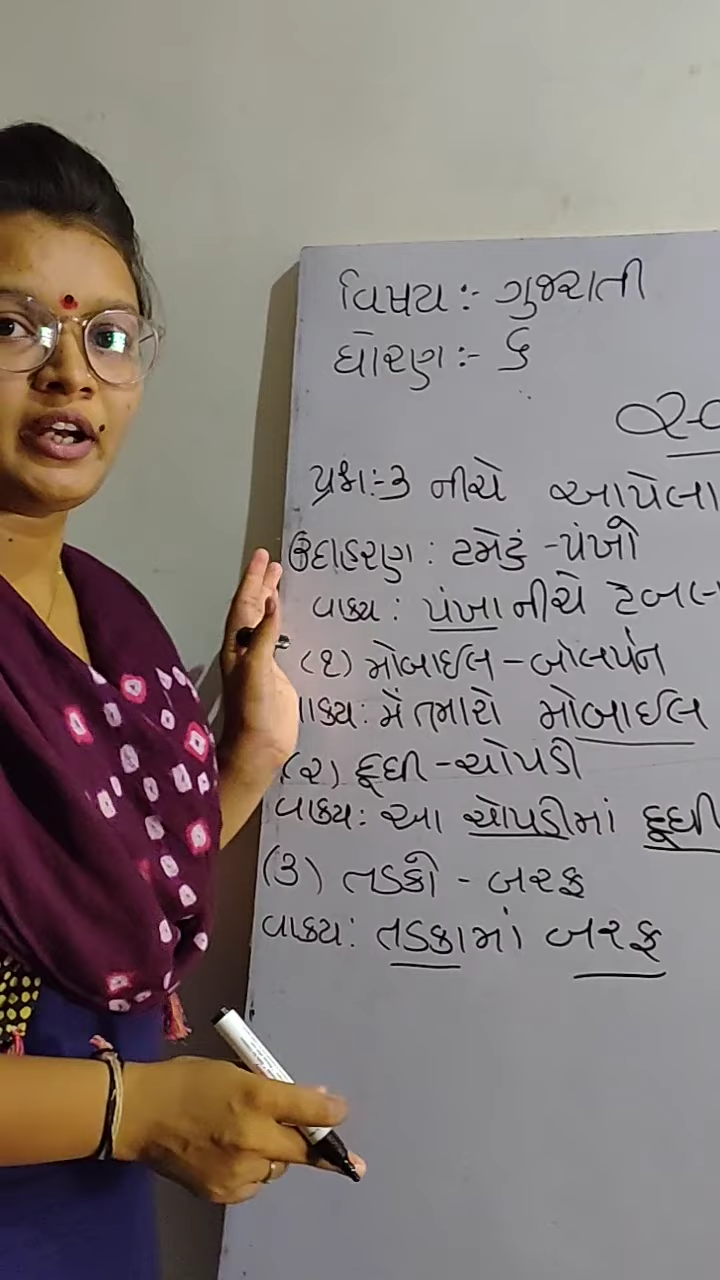 વિષય :- ગુજરાતી
ધોરણ :- ૬
પ્રશ્ન:-૩ નીચે આપેલા
ઉદાહરણ : ટમેટું - પંખો
વાક્ય : પંખા નીચે ટેબલ
(૧) મોબાઈલ - બોલપેન
વાક્ય : મેં તમારો મોબાઈલ
(૨) દૂધી - ચોપડી
વાક્ય : આ ચોપડીમાં દૂધી
(૩) તડકો - બરફ
વાક્ય : તડકામાં બરફ